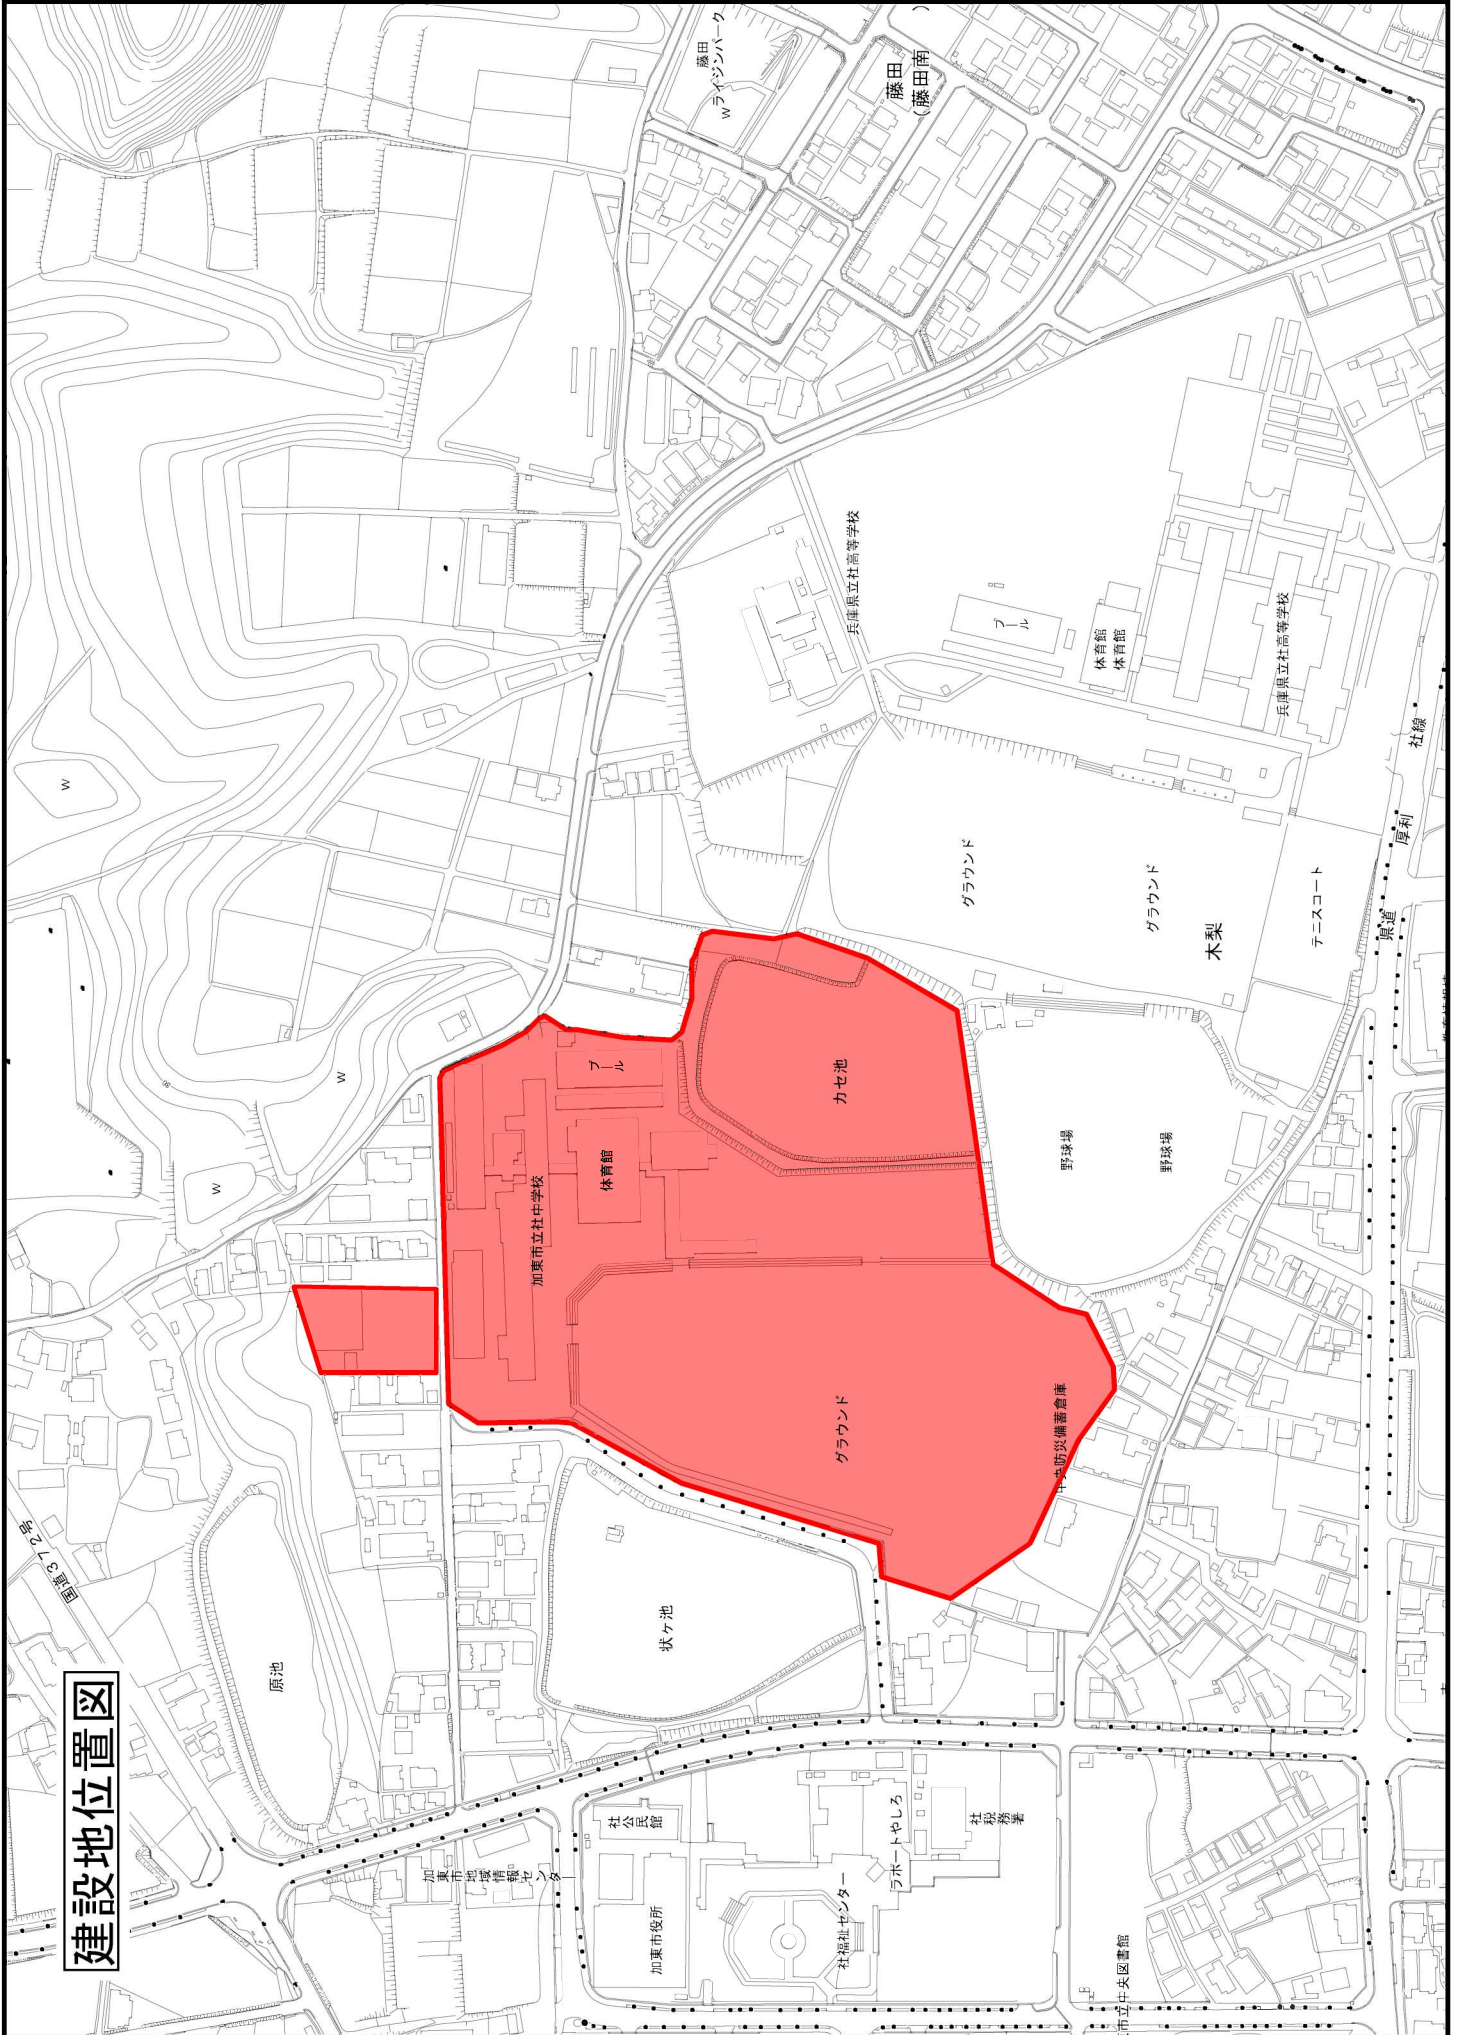 建設地位置図
国道372号
原池
状ヶ池
加東市地域情報センター
社公民館
加東市役所
社福祉センター
ラポートやしろ
社税務署
市立中央図書館
加東市立社中学校
体育館
プール
カセ池
グラウンド
中央防災備蓄倉庫
野球場
野球場
グラウンド
グラウンド
木梨
テニスコート
県道
厚利
社線
兵庫県立社高等学校
プール
体育館
体育館
兵庫県立社高等学校
藤田
ライジンパーク
藤田
(藤田南)
W
W
W
W